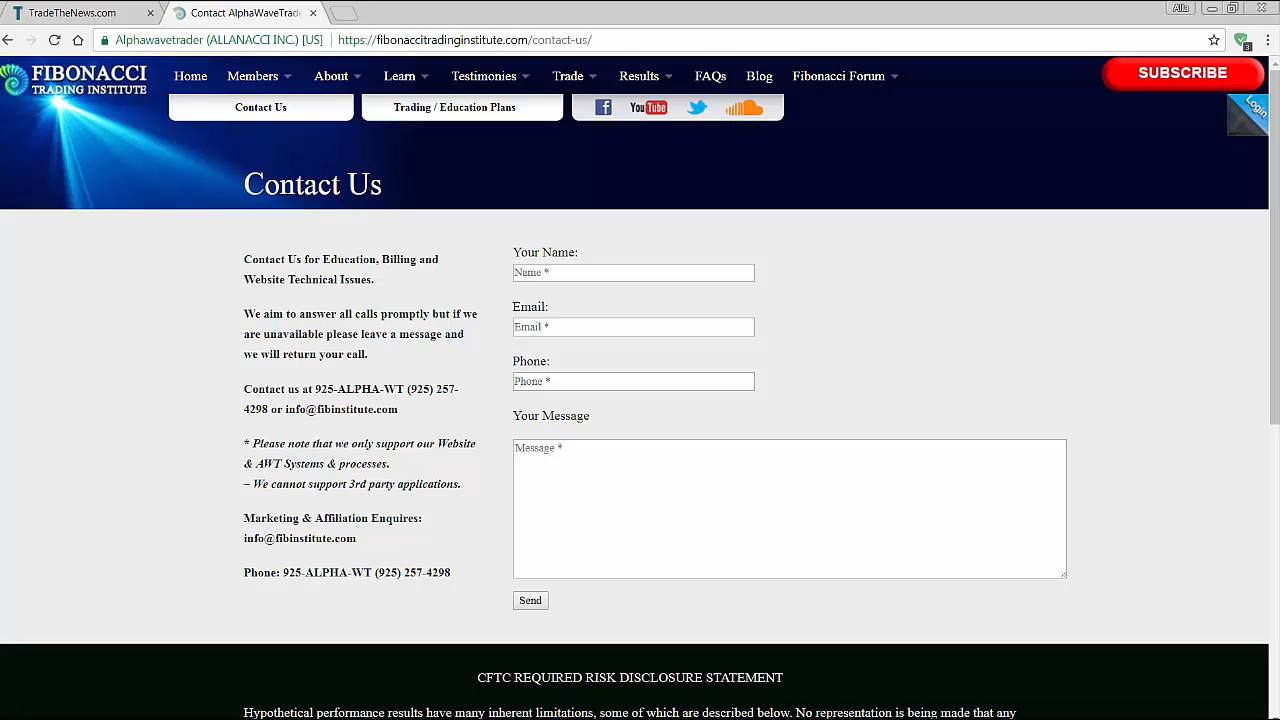 TradeTheNews.com
Contact AlphaWaveTrade
Alla
Alphawavetrader (ALLANACCI INC.) [US]
https://fibonaccitradinginstitute.com/contact-us/
3
FIBONACCI
TRADING INSTITUTE
Home
Members
About
Learn
Testimonies
Trade
Results
FAQs
Blog
Fibonacci Forum
SUBSCRIBE
Contact Us
Trading / Education Plans
f
YouTube
Login
Contact Us
Contact Us for Education, Billing and
Website Technical Issues.
We aim to answer all calls promptly but if we
are unavailable please leave a message and
we will return your call.
Contact us at 925-ALPHA-WT (925) 257-
4298 or info@fibinstitute.com
* Please note that we only support our Website
& AWT Systems & processes.
– We cannot support 3rd party applications.
Marketing & Affiliation Enquires:
info@fibinstitute.com
Phone: 925-ALPHA-WT (925) 257-4298
Your Name:
Name *
Email:
Email *
Phone:
Phone *
Your Message
Message *
Send
CFTC REQUIRED RISK DISCLOSURE STATEMENT
Hypothetical performance results have many inherent limitations, some of which are described below. No representation is being made that any